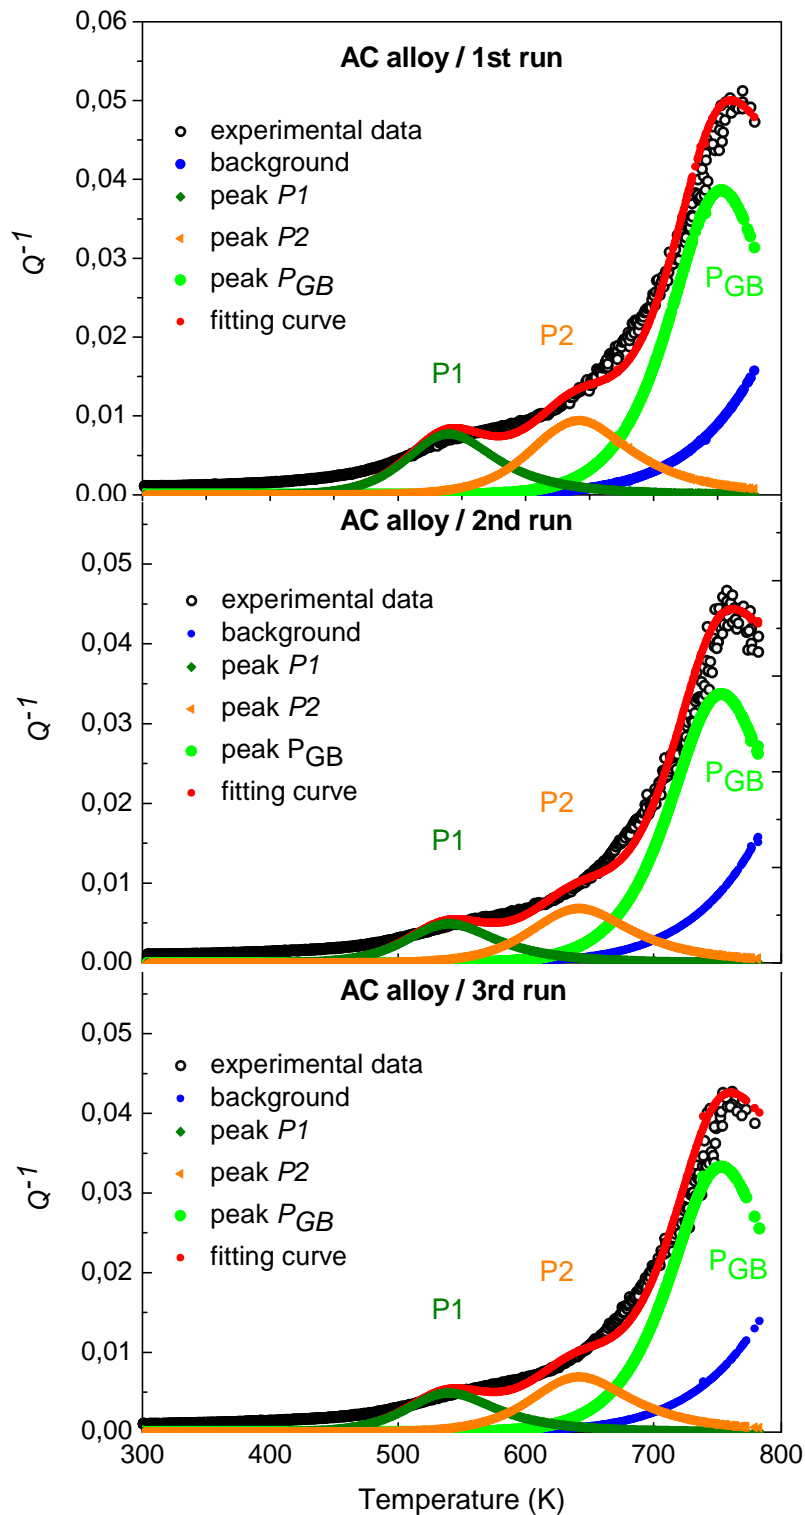 0,06
AC alloy / 1st run
0,05
experimental data
background
0,04
peak P1
peak P2
Q-1
0,03
peak PGB
PGB
fitting curve
0,02
P2
P1
0,01
0,00
AC alloy / 2nd run
0,05
experimental data
background
0,04
peak P1
peak P2
Q-1
0,03
peak PGB
PGB
fitting curve
0,02
P2
P1
0,01
0,00
AC alloy / 3rd run
0,05
experimental data
background
0,04
peak P1
peak P2
Q-1
0,03
peak PGB
PGB
fitting curve
0,02
P2
P1
0,01
0,00
300 400 500 600 700 800
Temperature (K)